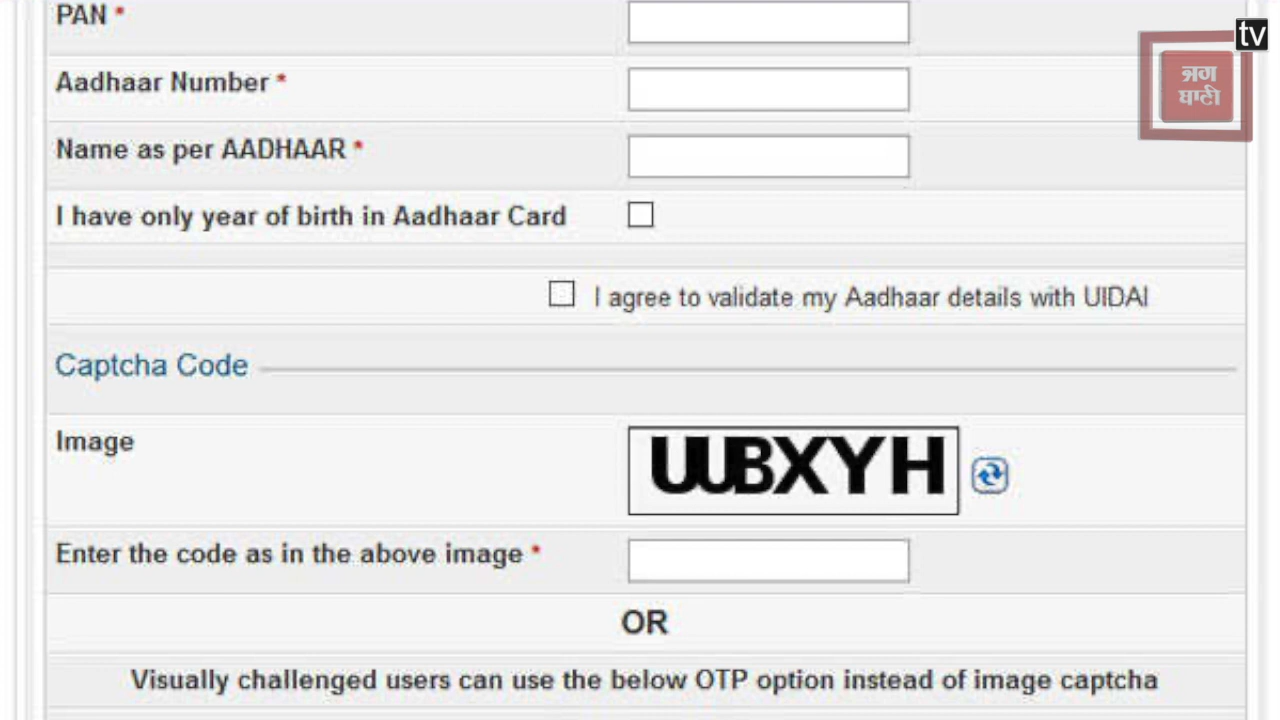 PAN *
tv
ਜਗ
ਬਾਣੀ
Aadhaar Number *
Name as per AADHAAR *
I have only year of birth in Aadhaar Card
I agree to validate my Aadhaar details with UIDAI
Captcha Code
Image
UUBXYH
Enter the code as in the above image *
OR
Visually challenged users can use the below OTP option instead of image captcha